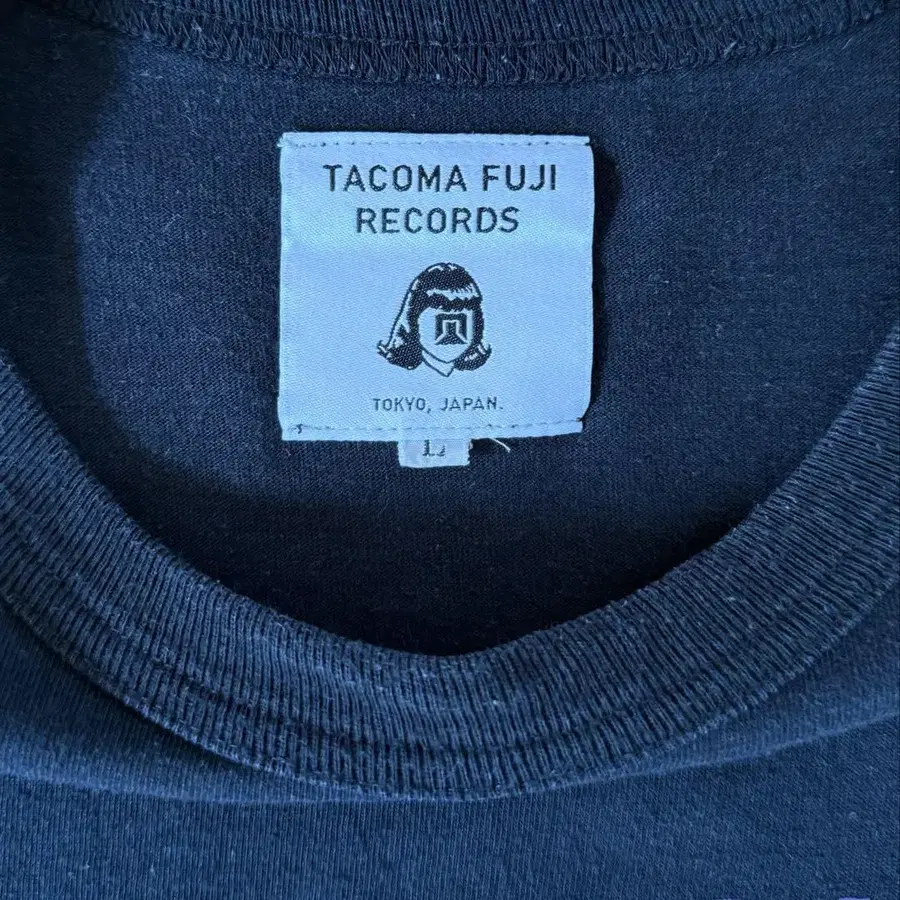 TACOMA FUJI
RECORDS
TOKYO, JAPAN.
L